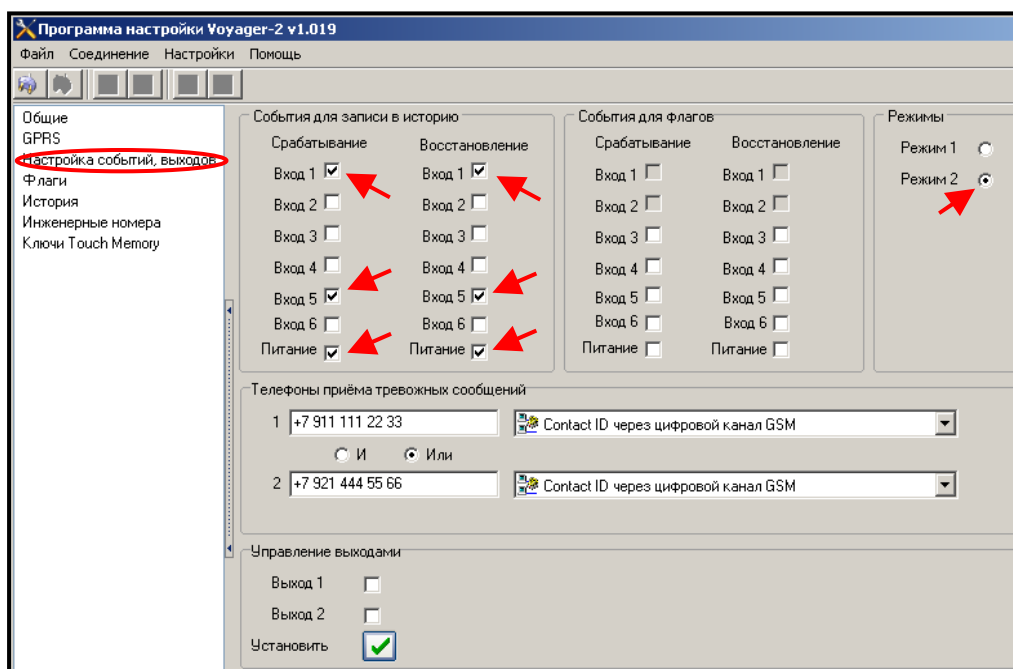 Программа настройки Voyager-2 v1.019
Файл Соединение Настройки Помощь
Общие
GPRS
Настройка событий, выходов
Флаги
История
Инженерные номера
Ключи Touch Memory
События для записи в историю
Срабатывание Восстановление
Вход 1 Вход 1
Вход 2 Вход 2
Вход 3 Вход 3
Вход 4 Вход 4
Вход 5 Вход 5
Вход 6 Вход 6
Питание Питание
События для флагов
Срабатывание Восстановление
Вход 1 Вход 1
Вход 2 Вход 2
Вход 3 Вход 3
Вход 4 Вход 4
Вход 5 Вход 5
Вход 6 Вход 6
Питание Питание
Режимы
Режим 1
Режим 2
Телефоны приёма тревожных сообщений
1 +7 911 111 22 33 Contact ID через цифровой канал GSM
И Или
2 +7 921 444 55 66 Contact ID через цифровой канал GSM
Управление выходами
Выход 1
Выход 2
Установить